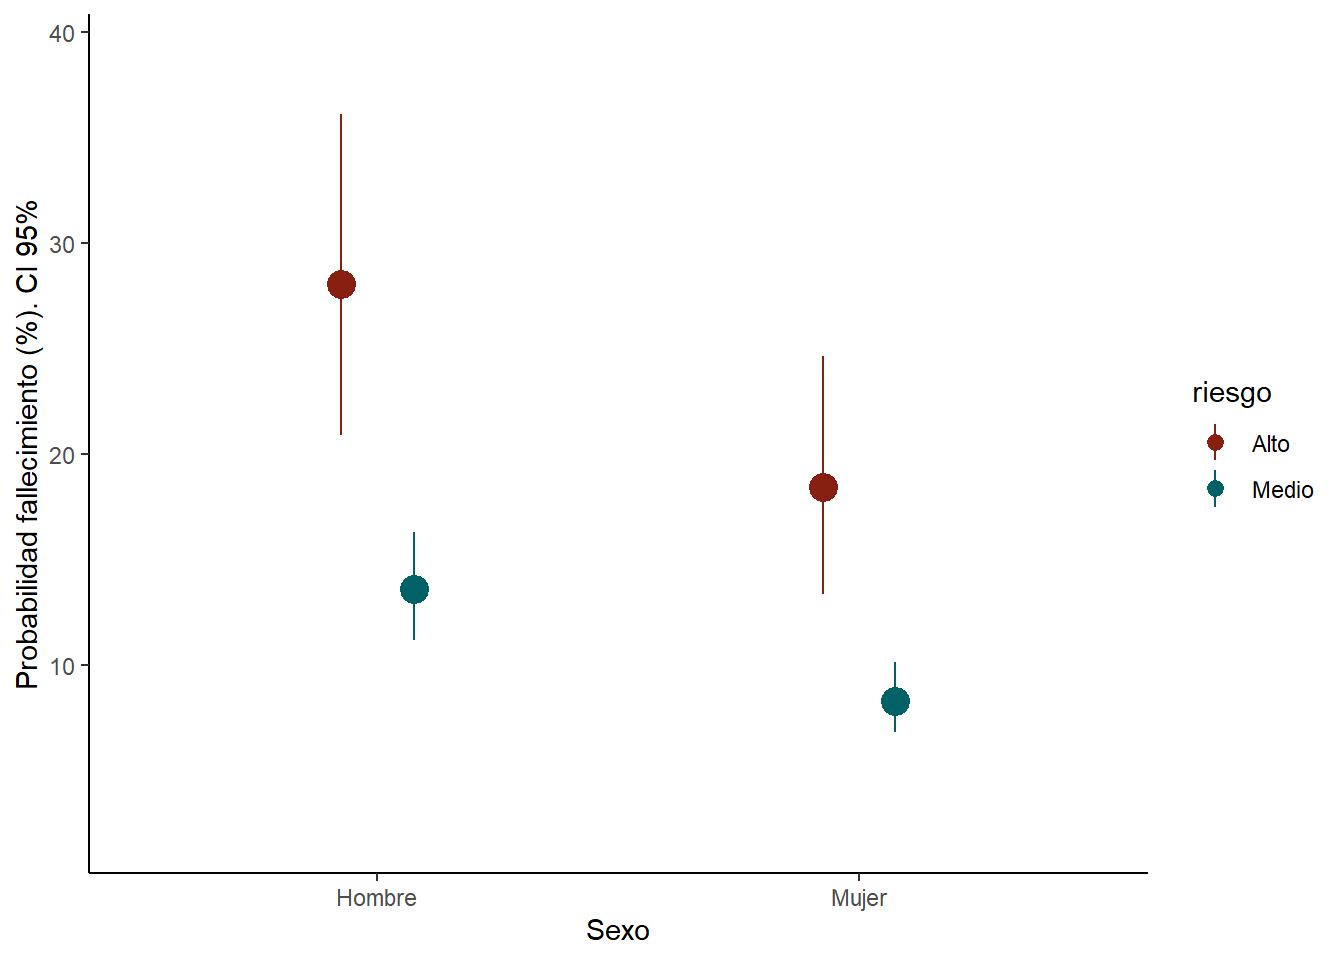 Probabilidad fallecimiento (%). CI 95%
40
30
20
10
Hombre
Mujer
Sexo
riesgo
Alto
Medio